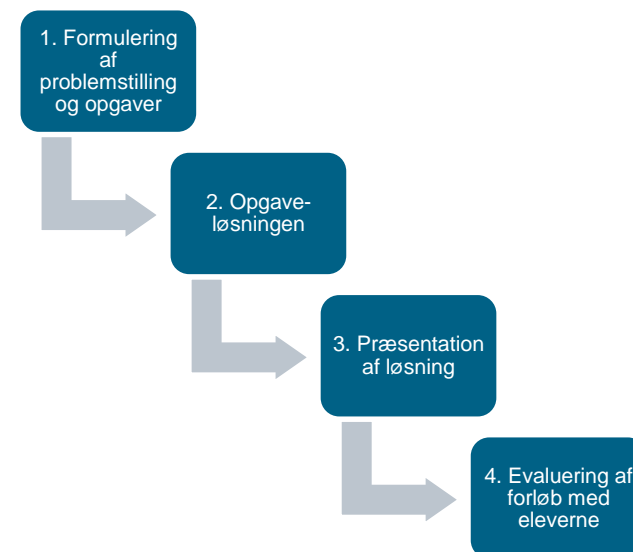 1. Formulering
af
problemstilling
og opgaver
2. Opgave-
løsningen
3. Præsentation
af løsning
4. Evaluering af
forløb med
eleverne